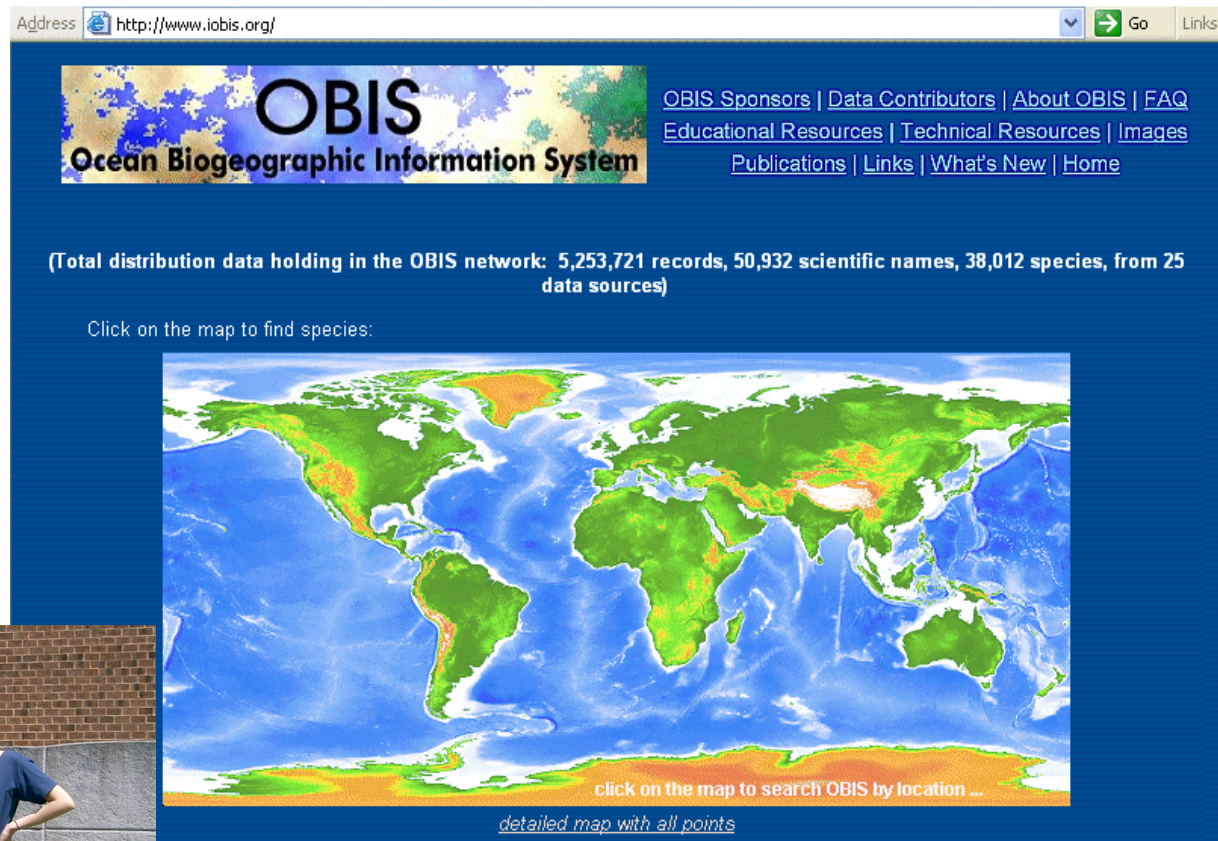 Address http://www.iobis.org/ Go Links
OBIS
Ocean Biogeographic Information System
OBIS Sponsors | Data Contributors | About OBIS | FAQ
Educational Resources | Technical Resources | Images
Publications | Links | What's New | Home
(Total distribution data holding in the OBIS network: 5,253,721 records, 50,932 scientific names, 38,012 species, from 25
data sources)
Click on the map to find species:
click on the map to search OBIS by location ...
detailed map with all points